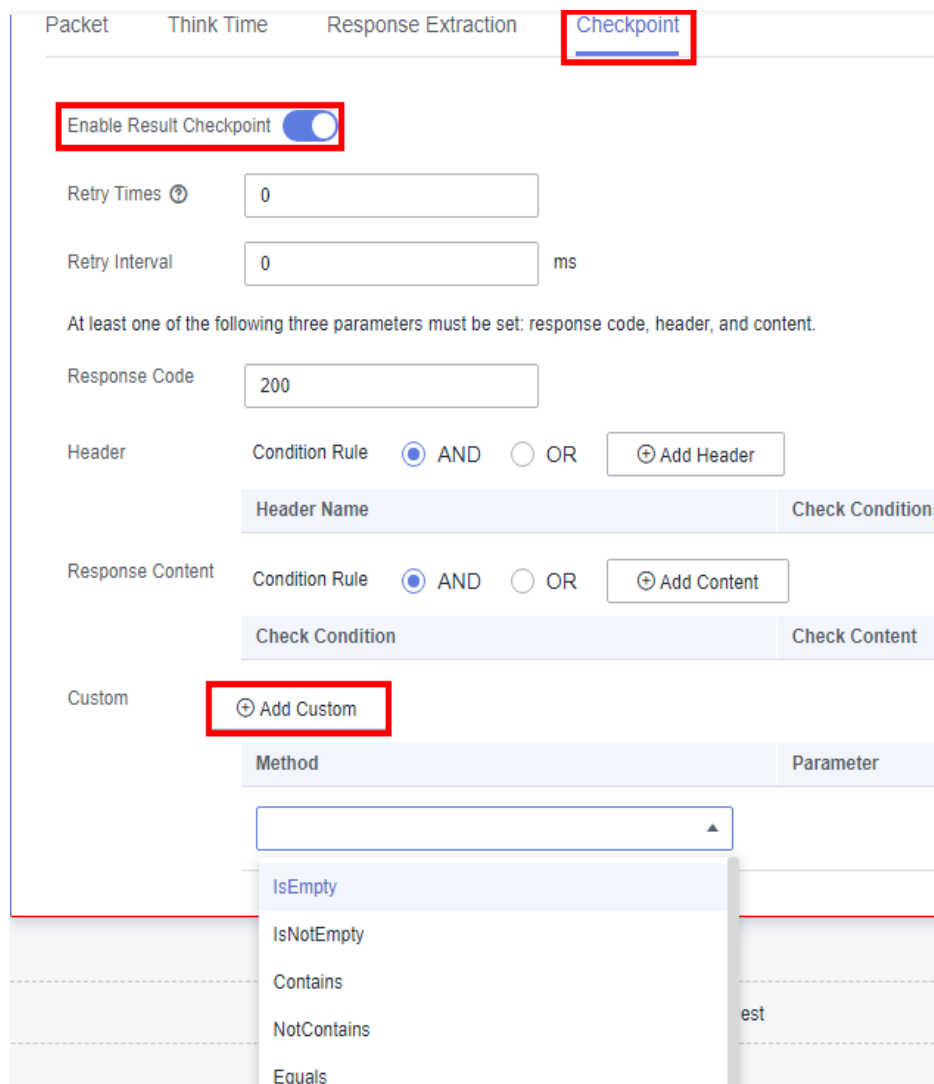 Packet Think Time Response Extraction Checkpoint
Enable Result Checkpoint
Retry Times ? 0
Retry Interval 0 ms
At least one of the following three parameters must be set: response code, header, and content.
Response Code 200
Header Condition Rule AND OR Add Header
Header Name Check Condition
Response Content Condition Rule AND OR Add Content
Check Condition Check Content
Custom Add Custom
Method Parameter
IsEmpty
IsNotEmpty
Contains
est
NotContains
Equals